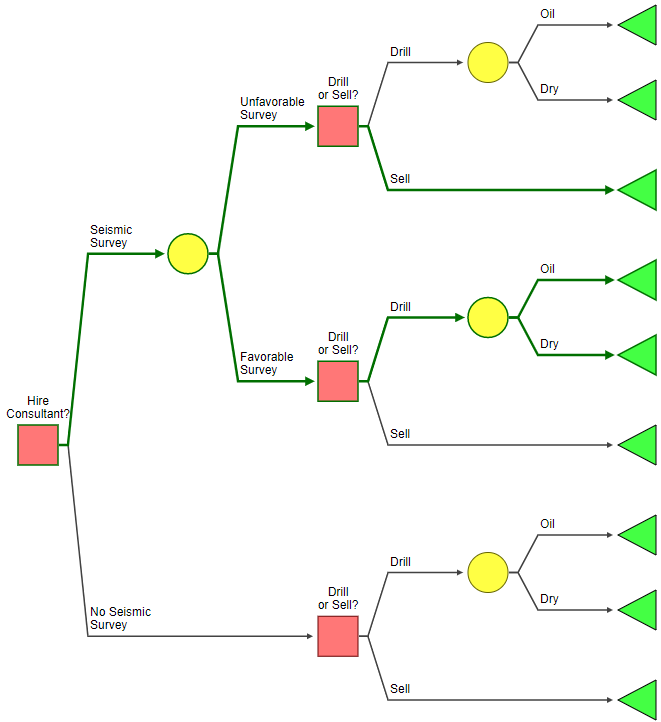 Oil
Drill
Dry
Drill
or Sell?
Unfavorable
Survey
Sell
Seismic
Survey
Oil
Drill
Dry
Drill
or Sell?
Favorable
Survey
Sell
Hire
Consultant?
Oil
Drill
Dry
Drill
or Sell?
No Seismic
Survey
Sell